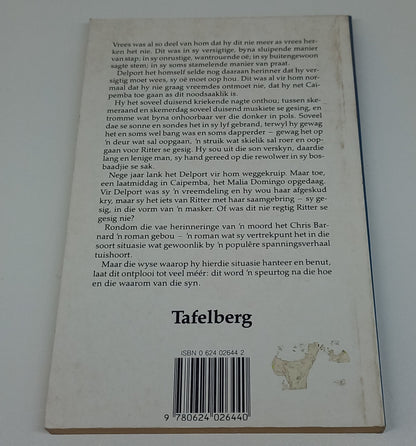 Vrees was al so deel van hom dat hy dit nie meer as vrees her-
ken het nie. Dit was in sy versigtige, byna sluipende manier
van stap; in sy onrustige, wantrouende oë; in sy buitengewoon
sagte stem; in sy soms stamelende manier van praat.
Delport het homself selde nog daaraan herinner dat hy ver-
sigtig moet wees, sy oë moet oop hou. Dit was al vir hom nor-
maal dat hy nie graag vreemdes ontmoet nie, dat hy net Cai-
pemba toe gaan as dit noodsaaklik is.
Hy het soveel duisend kriekende nagte onthou, tussen ske-
meraand en skemerdag soveel duisend muskiete se gesing, en
tromme wat byna onhoorbaar ver die donker in pols. Soveel
dae se sonne en sondes het in sy lyf gebrand, terwyl hy gewag
het en soms wel bang was en soms dapperder – gewag het op
'n deur wat sal oopgaan, 'n struik wat skielik sal roer en oop-
gaan voor Ritter se gesig. Hy sou uit die son verskyn, daardie
lang en lenige man, sy hand gereed op die rewolwer in sy bos-
baadjie se sak.
Nege jaar lank het Delport vir hom weggekruip. Maar toe,
een laatmiddag in Caipemba, het Malia Domingo opgedaag.
Vir Delport was sy 'n vreemdeling en hy wou haar afgeskud
kry, maar sy het iets van Ritter met haar saamgebring – sy ge-
sig, in die vorm van 'n masker. Of was dit nie regtig Ritter se
gesig nie?
Rondom die vae herinneringe van 'n moord het Chris Bar-
nard 'n roman gebou – 'n roman wat sy vertrekpunt het in die
soort situasie wat gewoonlik by 'n populêre spanningsverhaal
tuishoort.
Maar die wyse waarop hy hierdie situasie hanteer en benut,
laat dit ontplooi tot veel méér: dit word 'n speurtog na die hoe
en die waarom van die syn.
Tafelberg
ISBN 0 624 02644 2
9 780624 026440